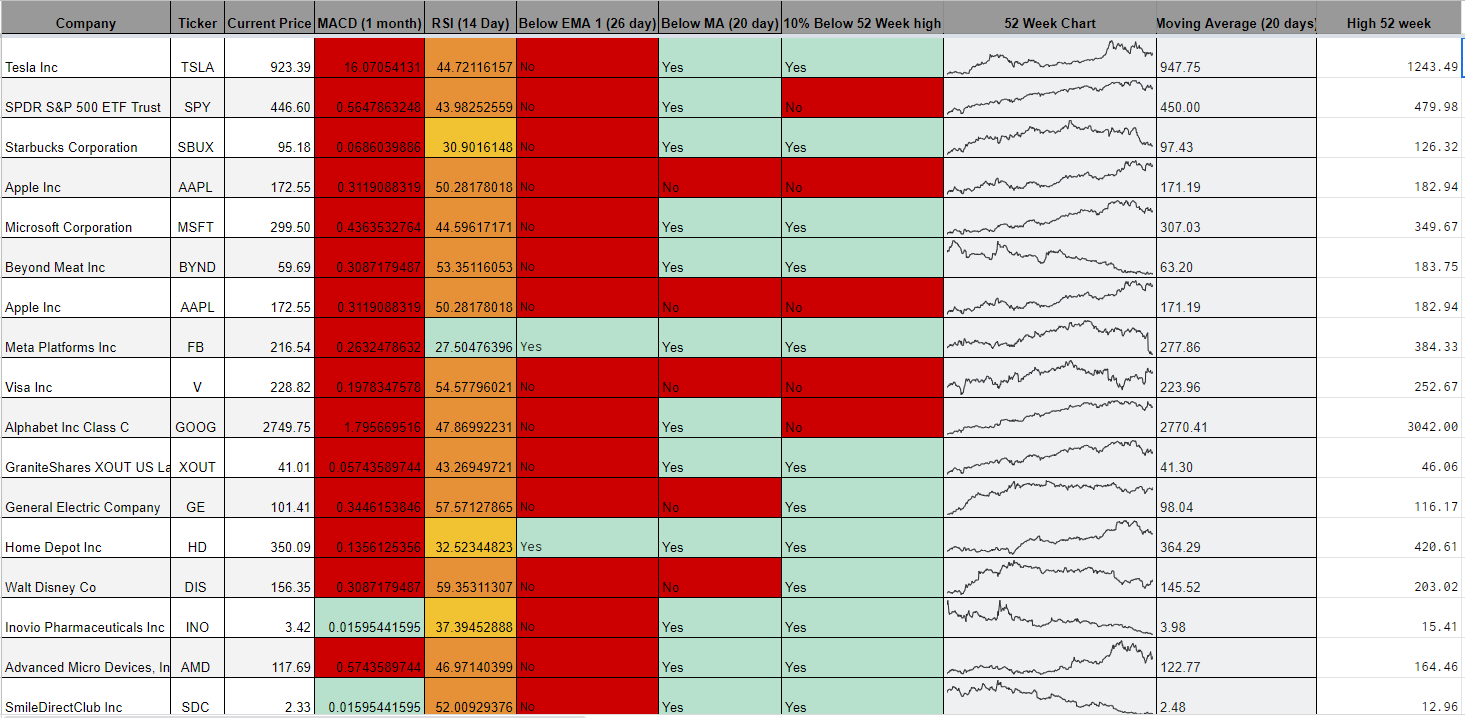 Company Ticker Current Price MACD (1 month) RSI (14 Day) Below EMA 1 (26 day) Below MA (20 day) 10% Below 52 Week high 52 Week Chart Moving Average (20 days) High 52 week
Tesla Inc TSLA 923.39 16.07054131 44.72116157 No Yes Yes 947.75 1243.49
SPDR S&P 500 ETF Trust SPY 446.60 0.5647863248 43.98252559 No Yes No 450.00 479.98
Starbucks Corporation SBUX 95.18 0.0686039886 30.9016148 No Yes Yes 97.43 126.32
Apple Inc AAPL 172.55 0.3119088319 50.28178018 No No No 171.19 182.94
Microsoft Corporation MSFT 299.50 0.4363532764 44.59617171 No Yes Yes 307.03 349.67
Beyond Meat Inc BYND 59.69 0.3087179487 53.35116053 No Yes Yes 63.20 183.75
Apple Inc AAPL 172.55 0.3119088319 50.28178018 No No No 171.19 182.94
Meta Platforms Inc FB 216.54 0.2632478632 27.50476396 Yes Yes Yes 277.86 384.33
Visa Inc V 228.82 0.1978347578 54.57796021 No No No 223.96 252.67
Alphabet Inc Class C GOOG 2749.75 1.795669516 47.86992231 No Yes No 2770.41 3042.00
GraniteShares XOUT US La XOUT 41.01 0.05743589744 43.26949721 No Yes Yes 41.30 46.06
General Electric Company GE 101.41 0.3446153846 57.57127865 No No Yes 98.04 116.17
Home Depot Inc HD 350.09 0.1356125356 32.52344823 Yes Yes Yes 364.29 420.61
Walt Disney Co DIS 156.35 0.3087179487 59.35311307 No No Yes 145.52 203.02
Inovio Pharmaceuticals Inc INO 3.42 0.01595441595 37.39452888 No Yes Yes 3.98 15.41
Advanced Micro Devices, In AMD 117.69 0.5743589744 46.97140399 No Yes Yes 122.77 164.46
SmileDirectClub Inc SDC 2.33 0.01595441595 52.00929376 No Yes Yes 2.48 12.96